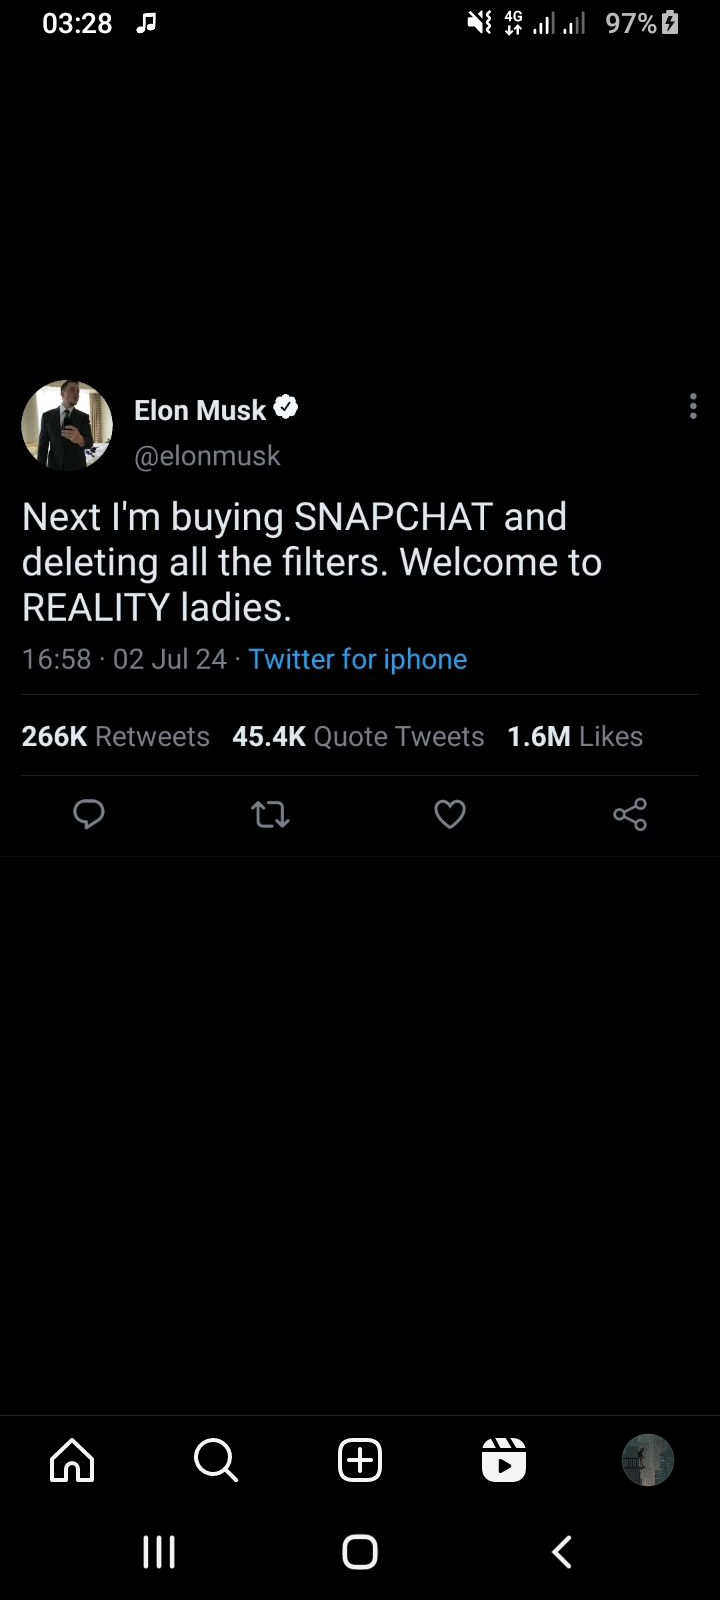 03:28
4G
97%
Elon Musk
@elonmusk
Next I'm buying SNAPCHAT and
deleting all the filters. Welcome to
REALITY ladies.
16:58 · 02 Jul 24 · Twitter for iphone
266K Retweets 45.4K Quote Tweets 1.6M Likes